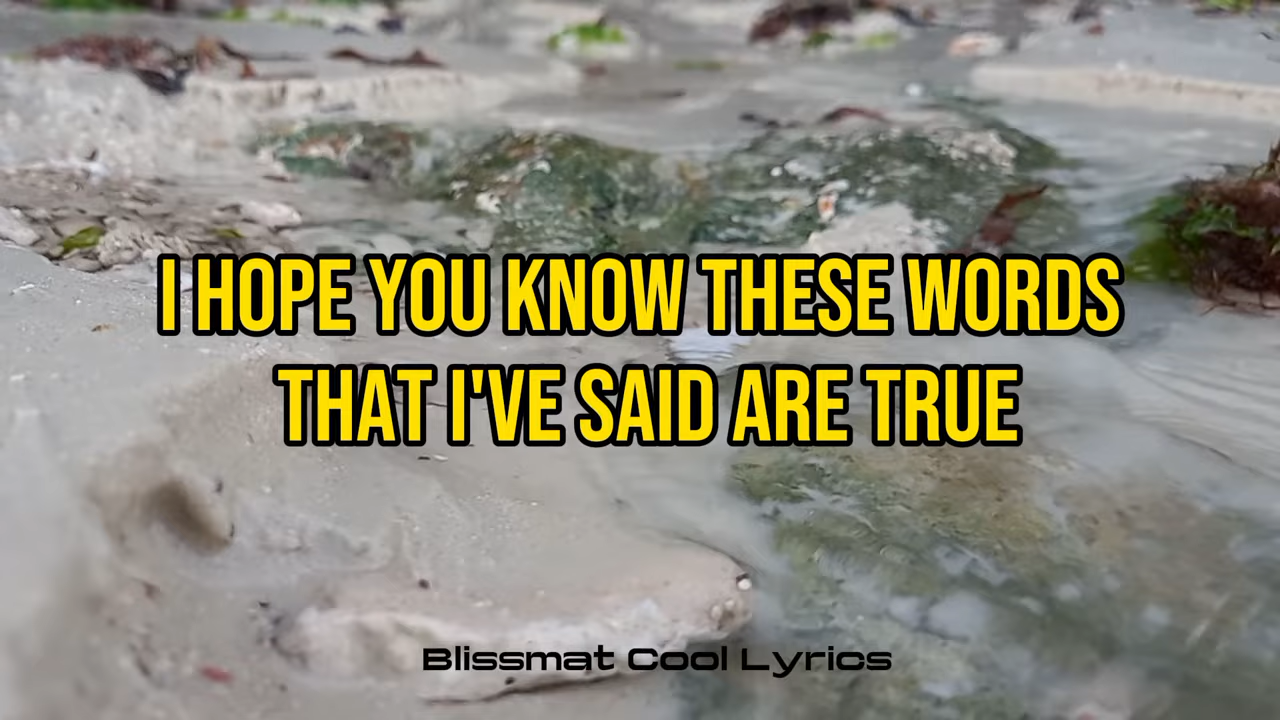 I HOPE YOU KNOW THESE WORDS
THAT I'VE SAID ARE TRUE
Blissmat Cool Lyrics